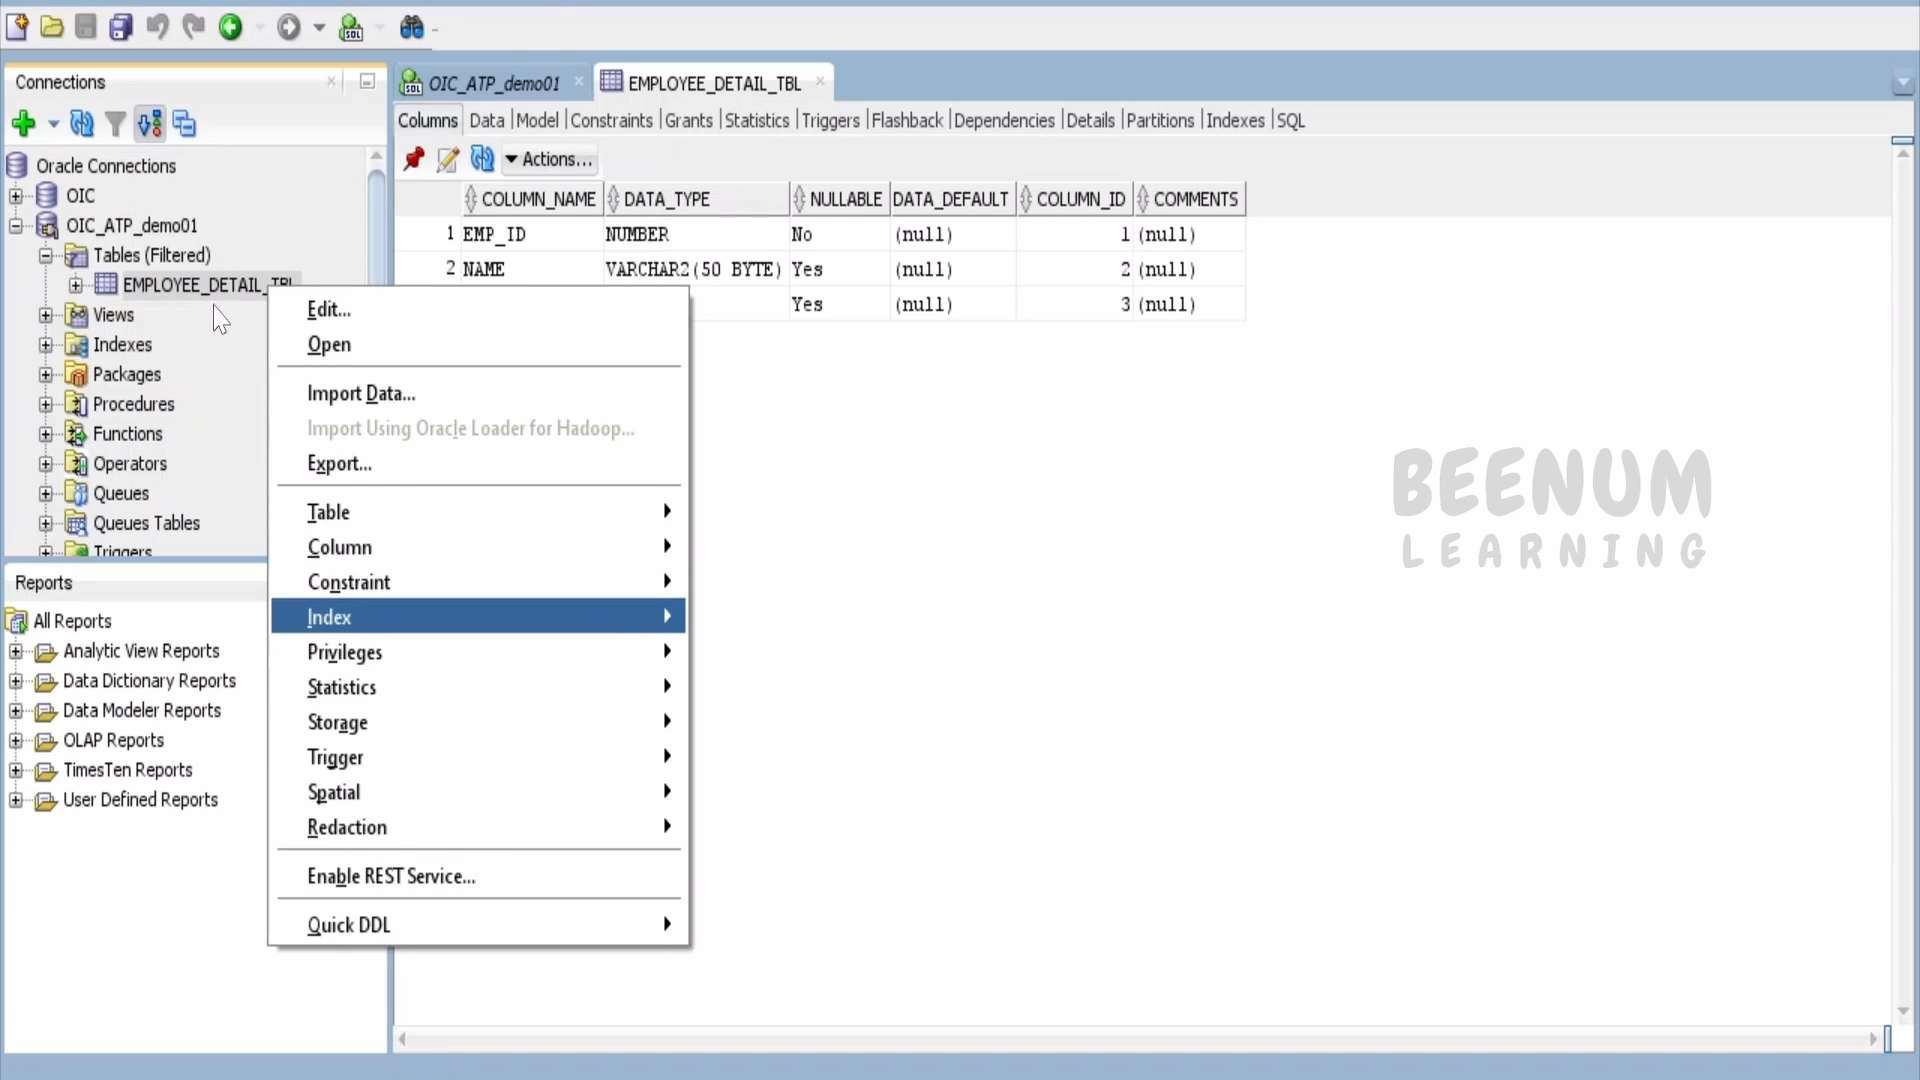 Connections
Oracle Connections
OIC
OIC_ATP_demo01
Tables (Filtered)
EMPLOYEE_DETAIL_TBL
Views
Indexes
Packages
Procedures
Functions
Operators
Queues
Queues Tables
Triggers
Reports
All Reports
Analytic View Reports
Data Dictionary Reports
Data Modeler Reports
OLAP Reports
TimesTen Reports
User Defined Reports
Edit...
Open
Import Data...
Import Using Oracle Loader for Hadoop...
Export...
Table
Column
Constraint
Index
Privileges
Statistics
Storage
Trigger
Spatial
Redaction
Enable REST Service...
Quick DDL
OIC_ATP_demo01 EMPLOYEE_DETAIL_TBL
Columns Data Model Constraints Grants Statistics Triggers Flashback Dependencies Details Partitions Indexes SQL
Actions...
COLUMN_NAME DATA_TYPE NULLABLE DATA_DEFAULT COLUMN_ID COMMENTS
1 EMP_ID NUMBER No (null) 1 (null)
2 NAME VARCHAR2(50 BYTE) Yes (null) 2 (null)
Yes (null) 3 (null)
BEENUM
LEARNING